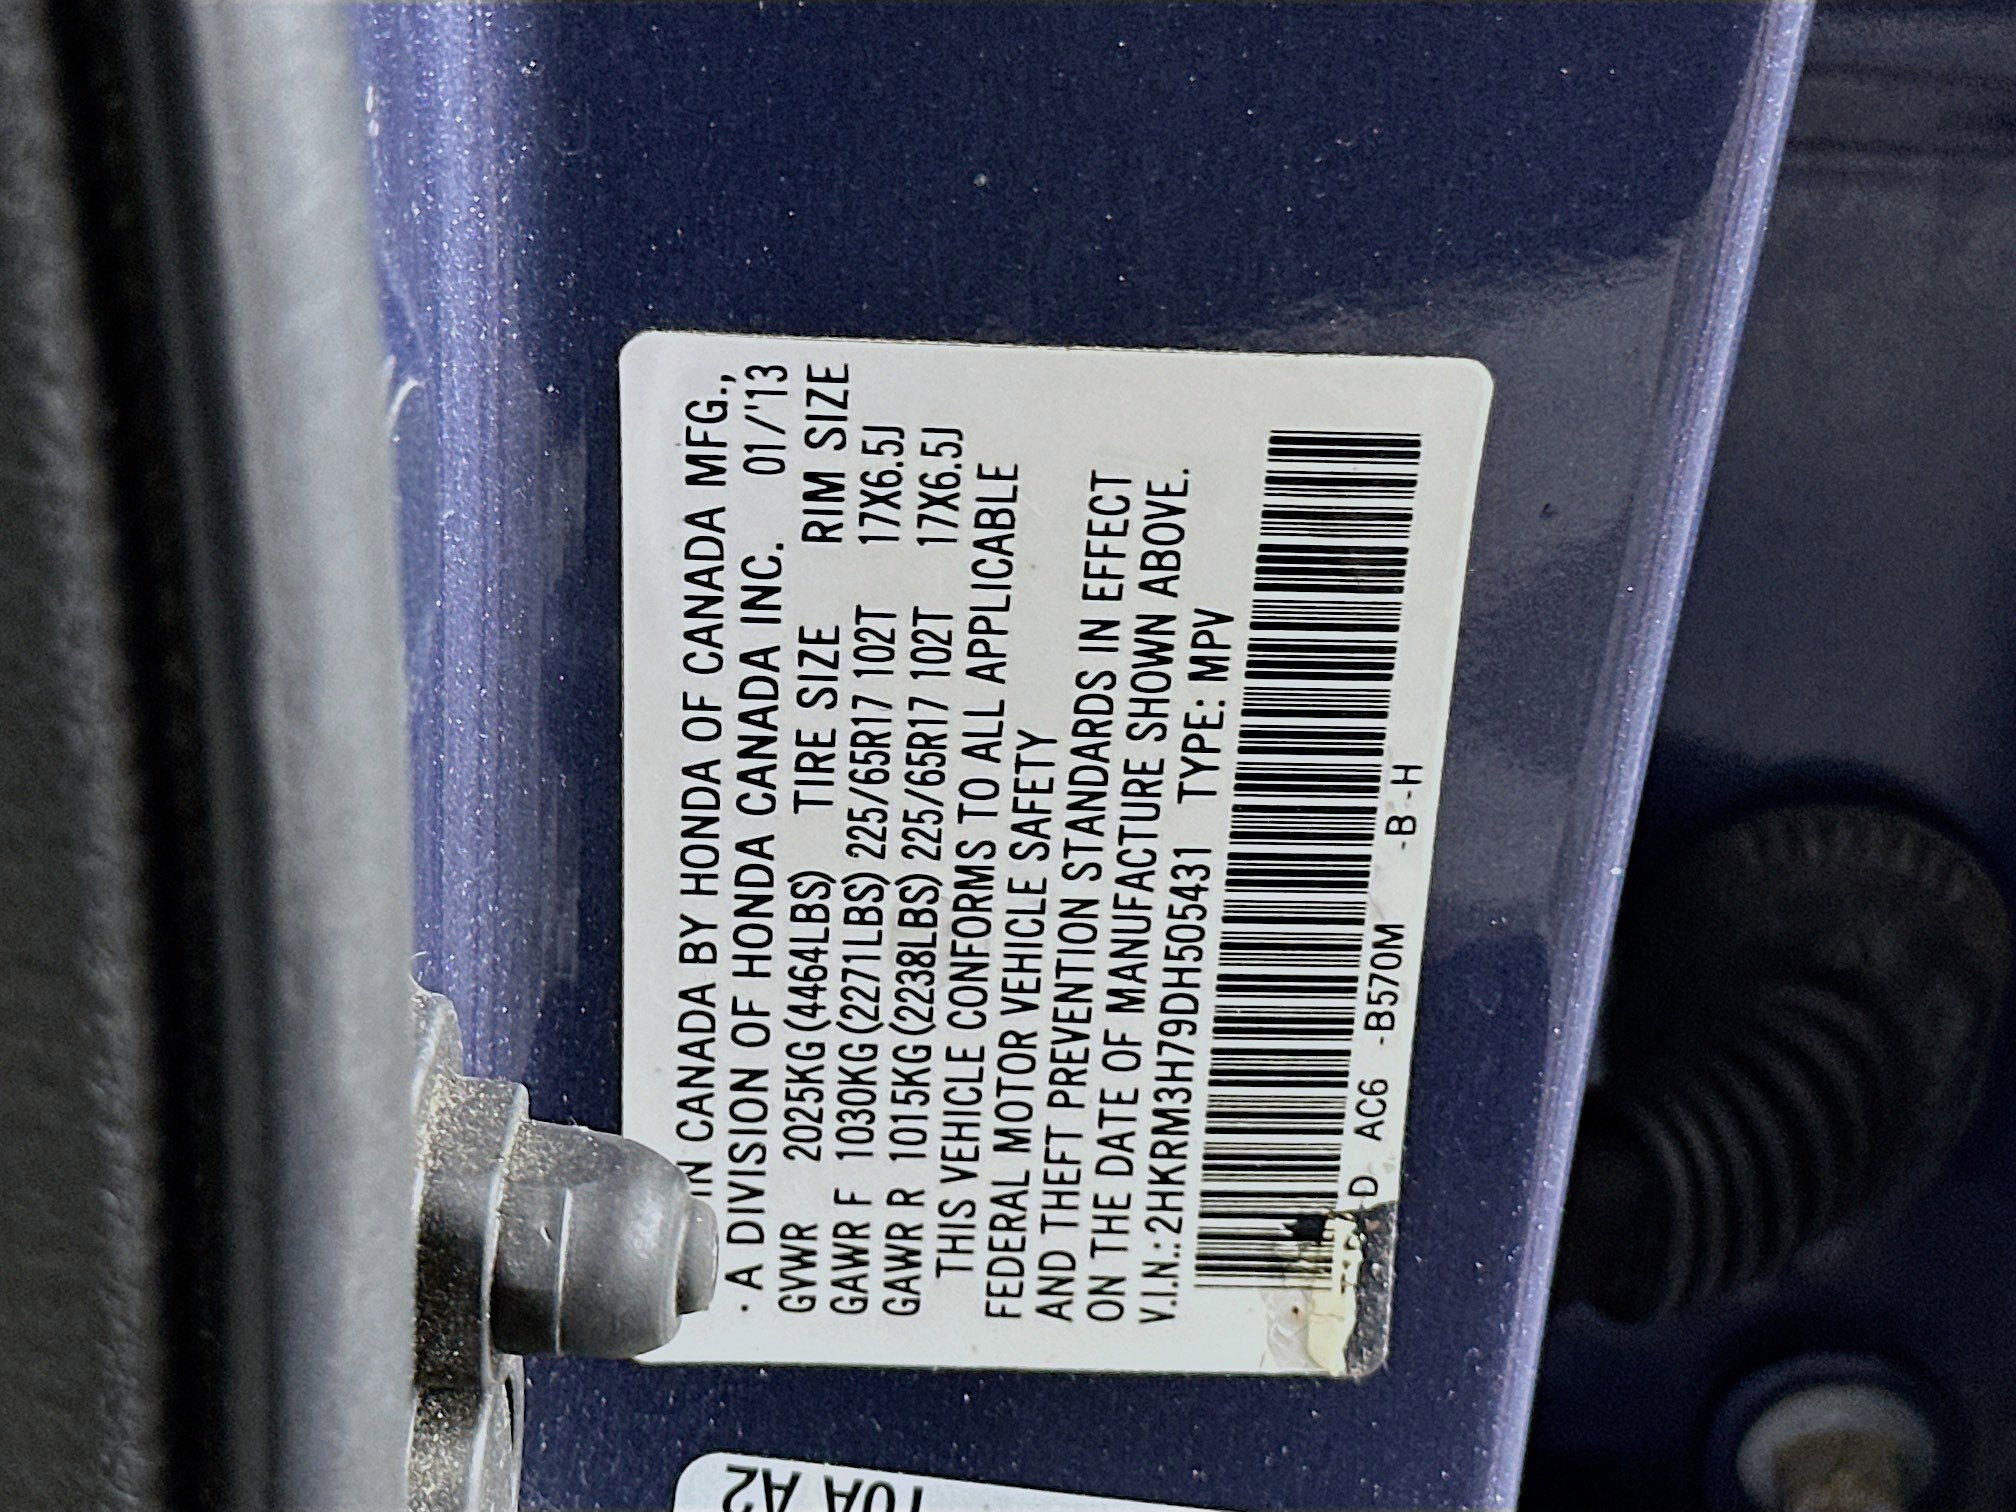 IN CANADA BY HONDA OF CANADA MFG.,
· A DIVISION OF HONDA CANADA INC. 01/'13
GVWR 2025KG (4464LBS) TIRE SIZE RIM SIZE
GAWR F 1030KG (2271LBS) 225/65R17 102T 17X6.5J
GAWR R 1015KG (2238LBS) 225/65R17 102T 17X6.5J
THIS VEHICLE CONFORMS TO ALL APPLICABLE
FEDERAL MOTOR VEHICLE SAFETY
AND THEFT PREVENTION STANDARDS IN EFFECT
ON THE DATE OF MANUFACTURE SHOWN ABOVE.
V.I.N.:2HKRM3H79DH505431 TYPE: MPV
D AC6 -B570M -B -H
TOA A2